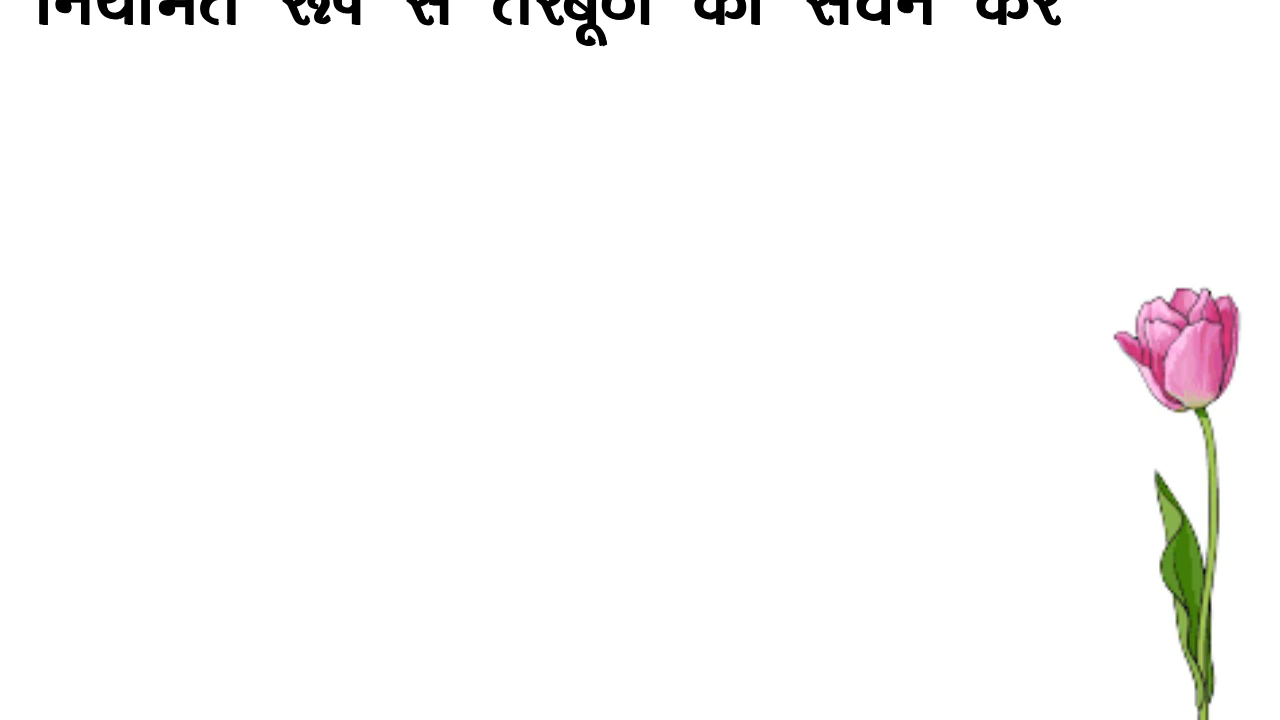 नियमित रूप से तरबूज का सेवन करें